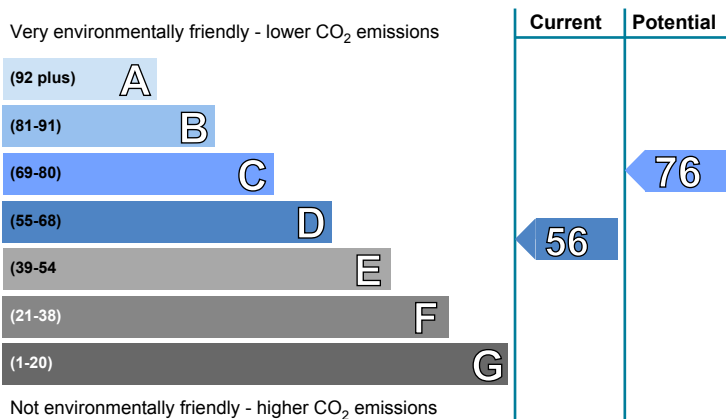 Current Potential
Very environmentally friendly - lower CO2 emissions
(92 plus) A
(81-91) B
(69-80) C 76
(55-68) D 56
(39-54 E
(21-38) F
(1-20) G
Not environmentally friendly - higher CO2 emissions